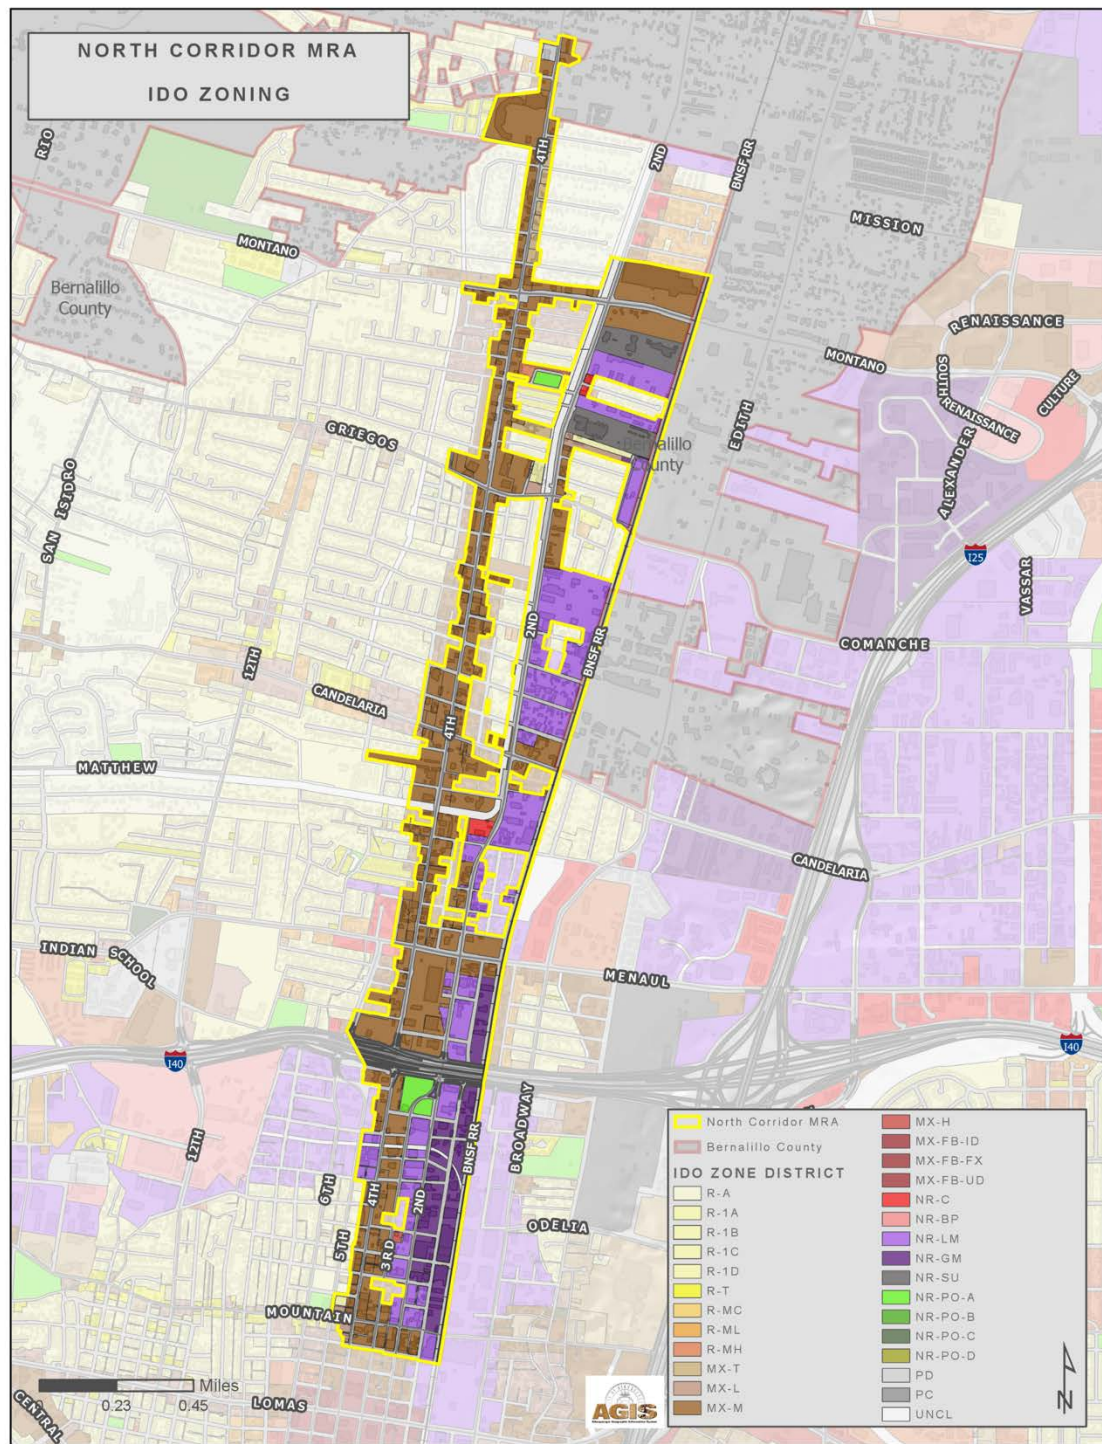 NORTH CORRIDOR MRA
IDO ZONING
RIO
4TH
2ND
BNSF RR
MISSION
MONTANO
Bernalillo
County
RENAISSANCE
MONTANO
SOUTH
CULTURE
RENAISSANCE
ALEXANDER
GRIEGOS
EDITH
Bernalillo
County
SAN ISIDRO
I25
VASSAR
2ND
BNSF RR
COMANCHE
12TH
CANDELARIA
4TH
MATTHEW
CANDELARIA
INDIAN SCHOOL
MENAUL
I40
I40
12TH
BROADWAY
BNSF RR
6TH
4TH
2ND
5TH
3RD
ODELIA
MOUNTAIN
Miles
0.23
0.45
LOMAS
CENTRAL
AGIS
N
North Corridor MRA
Bernalillo County
IDO ZONE DISTRICT
R-A
R-1A
R-1B
R-1C
R-1D
R-T
R-MC
R-ML
R-MH
MX-T
MX-L
MX-M
MX-H
MX-FB-ID
MX-FB-FX
MX-FB-UD
NR-C
NR-BP
NR-LM
NR-GM
NR-SU
NR-PO-A
NR-PO-B
NR-PO-C
NR-PO-D
PD
PC
UNCL